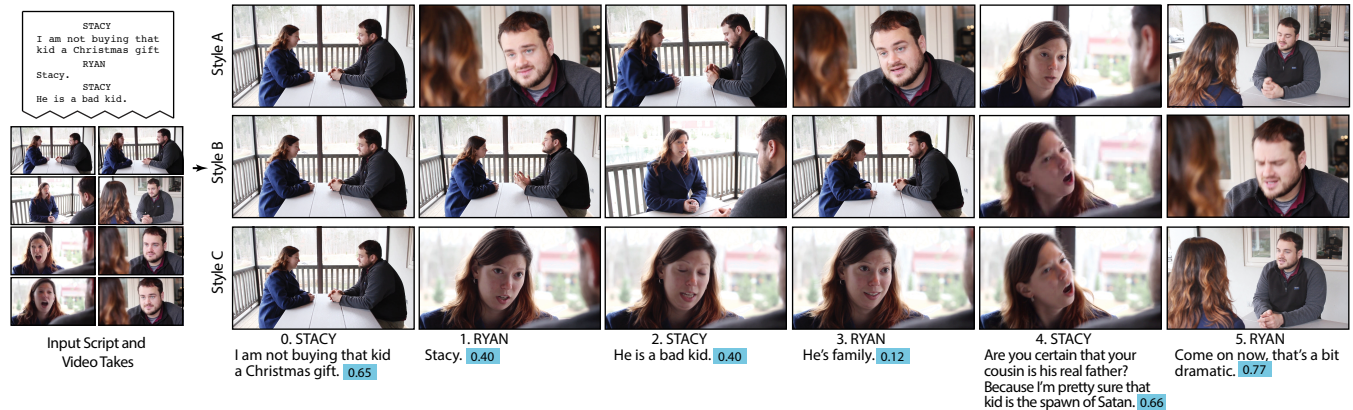 STACY
I am not buying that
kid a Christmas gift
RYAN
Stacy.
STACY
He is a bad kid.
Input Script and
Video Takes
Style A
Style B
Style C
0. STACY
I am not buying that kid
a Christmas gift. 0.65
1. RYAN
Stacy. 0.40
2. STACY
He is a bad kid. 0.40
3. RYAN
He's family. 0.12
4. STACY
Are you certain that your
cousin is his real father?
Because I'm pretty sure that
kid is the spawn of Satan. 0.66
5. RYAN
Come on now, that's a bit
dramatic. 0.77